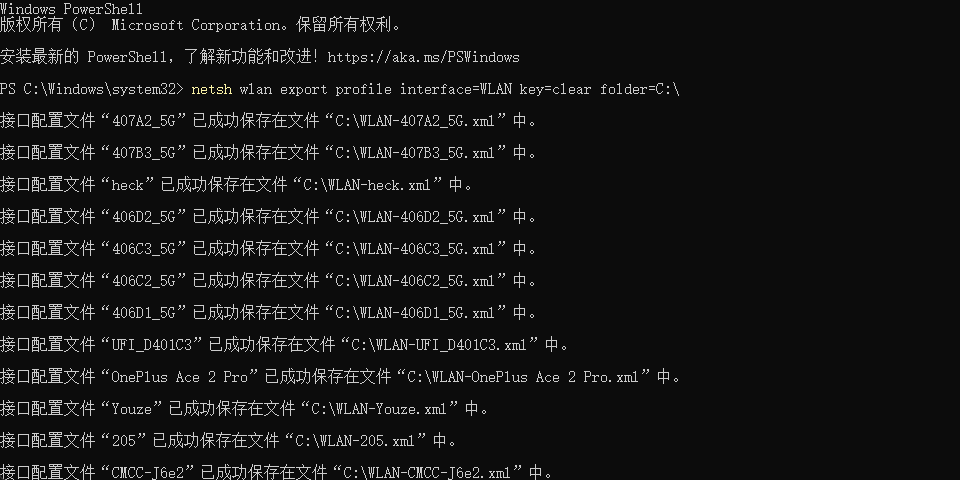 Windows PowerShell
版权所有 (C) Microsoft Corporation。保留所有权利。
安装最新的 PowerShell，了解新功能和改进！https://aka.ms/PSWindows
PS C:\Windows\system32> netsh wlan export profile interface=WLAN key=clear folder=C:\
接口配置文件“407A2_5G”已成功保存在文件“C:\WLAN-407A2_5G.xml”中。
接口配置文件“407B3_5G”已成功保存在文件“C:\WLAN-407B3_5G.xml”中。
接口配置文件“heck”已成功保存在文件“C:\WLAN-heck.xml”中。
接口配置文件“406D2_5G”已成功保存在文件“C:\WLAN-406D2_5G.xml”中。
接口配置文件“406C3_5G”已成功保存在文件“C:\WLAN-406C3_5G.xml”中。
接口配置文件“406C2_5G”已成功保存在文件“C:\WLAN-406C2_5G.xml”中。
接口配置文件“406D1_5G”已成功保存在文件“C:\WLAN-406D1_5G.xml”中。
接口配置文件“UFI_D401C3”已成功保存在文件“C:\WLAN-UFI_D401C3.xml”中。
接口配置文件“OnePlus Ace 2 Pro”已成功保存在文件“C:\WLAN-OnePlus Ace 2 Pro.xml”中。
接口配置文件“Youze”已成功保存在文件“C:\WLAN-Youze.xml”中。
接口配置文件“205”已成功保存在文件“C:\WLAN-205.xml”中。
接口配置文件“CMCC-J6e2”已成功保存在文件“C:\WLAN-CMCC-J6e2.xml”中。